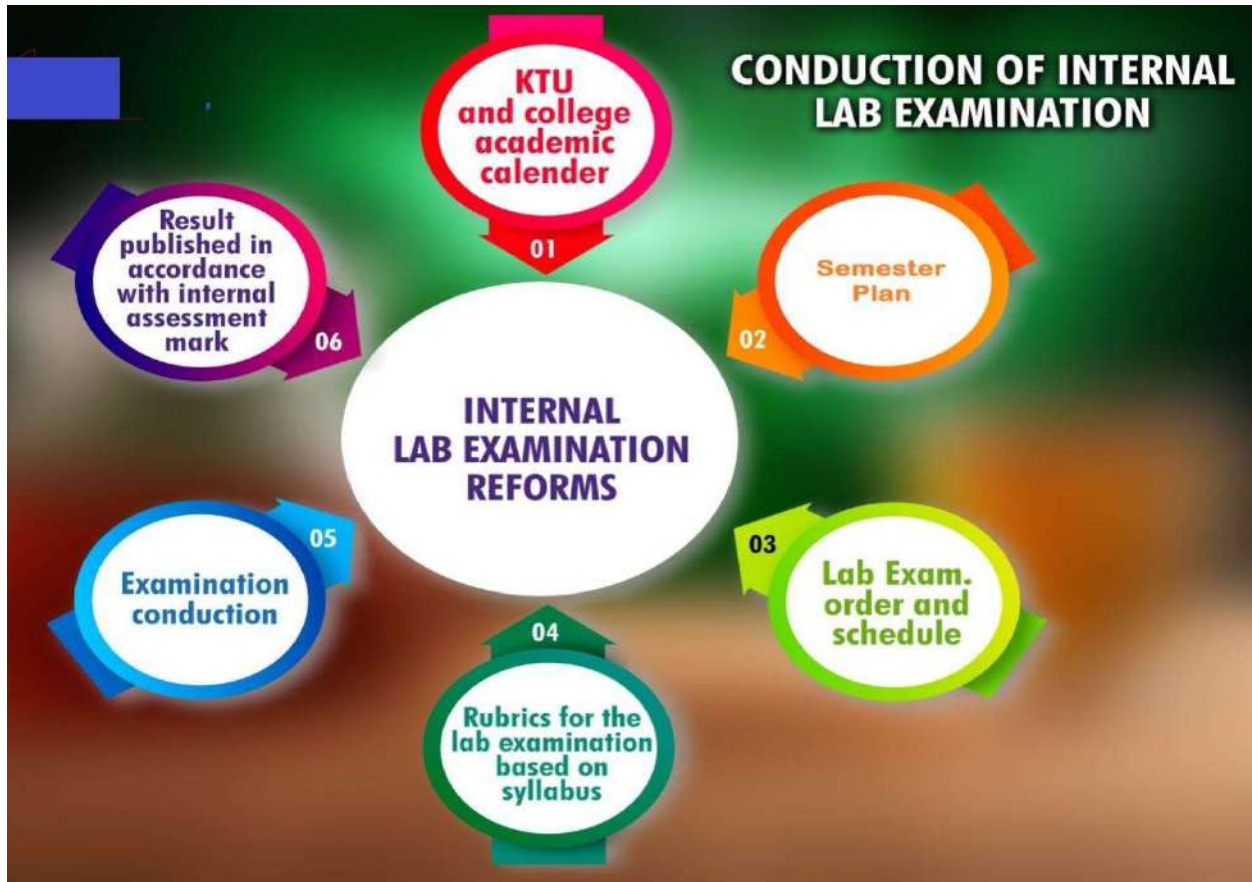 CONDUCTION OF INTERNAL
LAB EXAMINATION
KTU
and college
academic
calender
01
Semester
Plan
02
03
Lab Exam.
order and
schedule
04
Rubrics for the
lab examination
based on
syllabus
05
Examination
conduction
Result
published in
accordance
with internal
assessment
mark
06
INTERNAL
LAB EXAMINATION
REFORMS